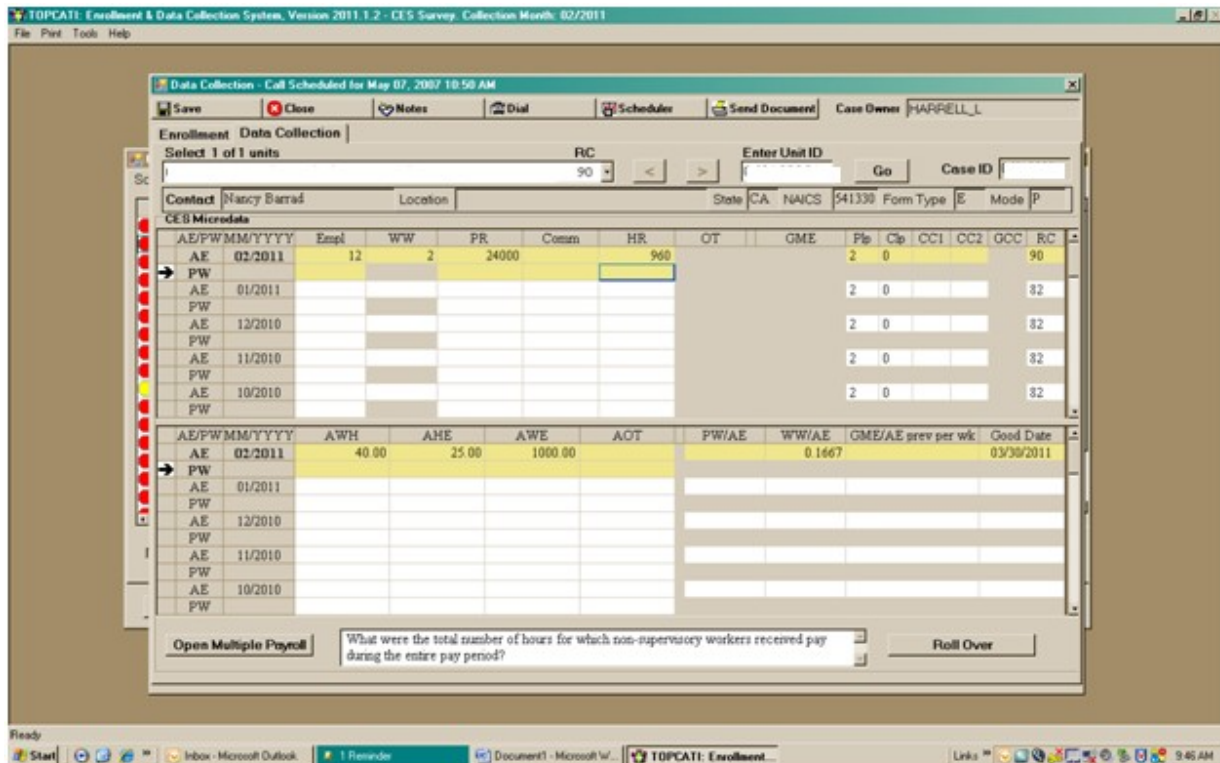 TOPCATI: Enrollment & Data Collection System, Version 2011.1.2 - CES Survey. Collection Month: 02/2011
File Print Tools Help
Data Collection - Call Scheduled for May 07, 2007 10:50 AM
Save Close Notes Dial Scheduler Send Document Case Owner HARRELL_L
Enrollment Data Collection
Select 1 of 1 units RC Enter Unit ID
90 < > Go Case ID
Contact Nancy Barrad Location State CA NAICS 541330 Form Type E Mode P
CES Microdata
AE/PW MM/YYYY Empl WW PR Comm HR OT GME Plp Clp CC1 CC2 GCC RC
AE 02/2011 12 2 24000 960 2 0 90
PW
AE 01/2011 2 0 82
PW
AE 12/2010 2 0 82
PW
AE 11/2010 2 0 82
PW
AE 10/2010 2 0 82
PW
AE/PW MM/YYYY AWH AHE AWE AOT PW/AE WW/AE GME/AE prev per wk Good Date
AE 02/2011 40.00 25.00 1000.00 0.1667 03/30/2011
PW
AE 01/2011
PW
AE 12/2010
PW
AE 11/2010
PW
AE 10/2010
PW
Open Multiple Payroll What were the total number of hours for which non-supervisory workers received pay Roll Over
during the entire pay period?
Ready
Start Inbox - Microsoft Outlook 1 Reminder Document1 - Microsoft W... TOPCATI: Enrollment... Links 9:46 AM